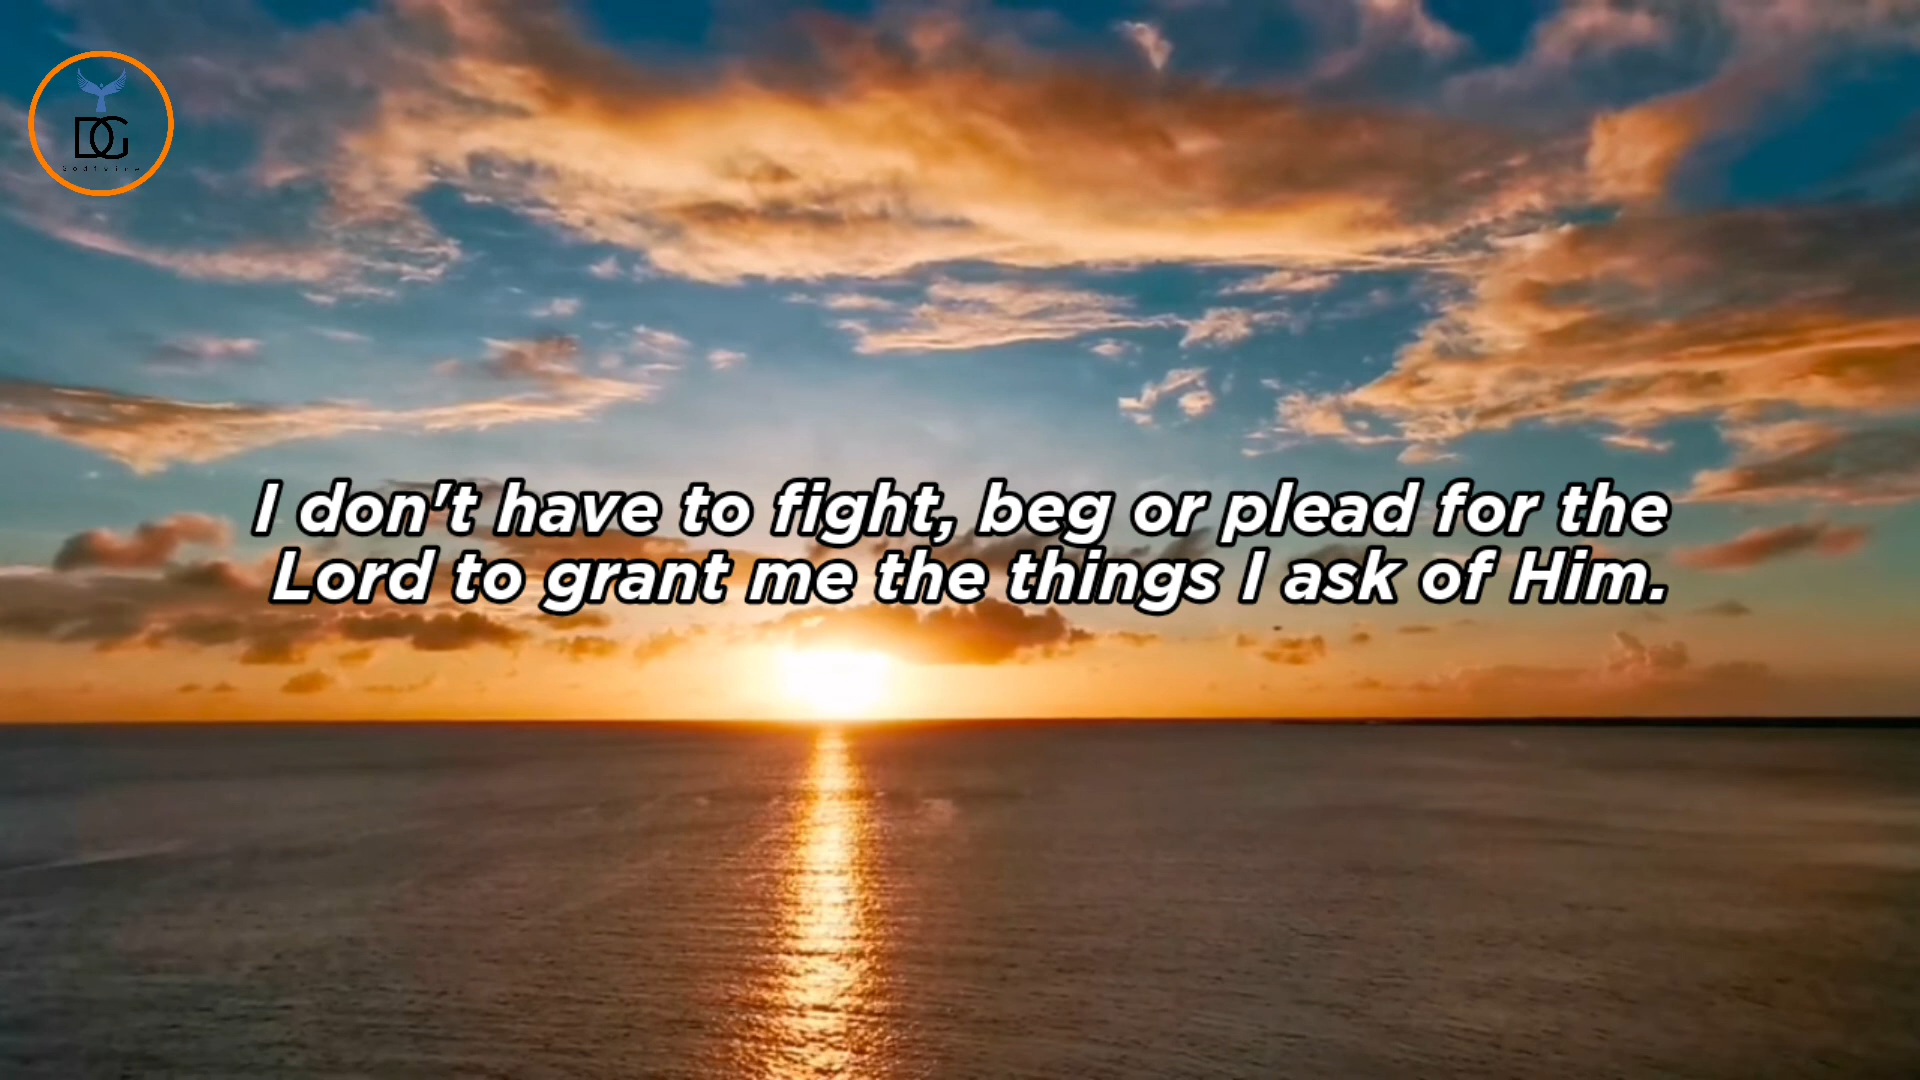 DG
I don't have to fight, beg or plead for the
Lord to grant me the things I ask of Him.